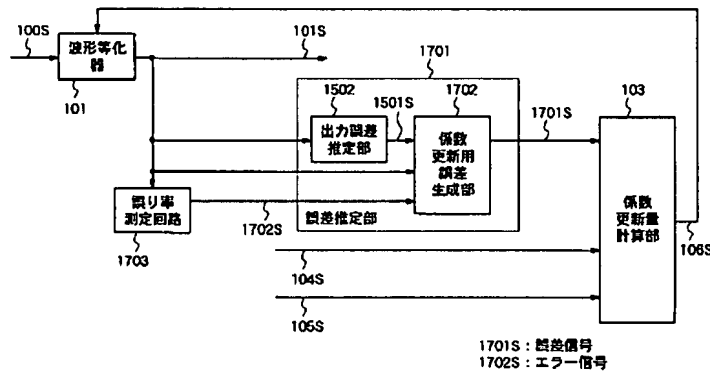 100S
波形等化
器
101
101S
1701
1502
出力誤差
推定部
1501S
1702
係数
更新用
誤差
生成部
1701S
103
係数
更新量
計算部
106S
誤り率
測定回路
1703
1702S
誤差推定部
104S
105S
1701S：誤差信号
1702S：エラー信号